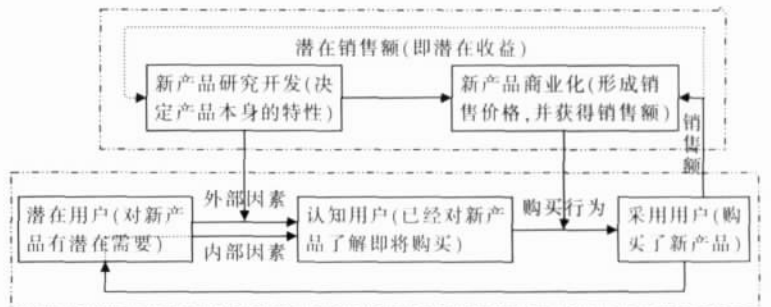 潜在销售额(即潜在收益)
新产品研究开发(决
定产品本身的特性)
新产品商业化(形成销
售价格,并获得销售额)
销售额
潜在用户(对新产
品有潜在需要)
外部因素
内部因素
认知用户(已经对新产
品了解即将购买)
购买行为
采用用户(购
买了新产品)